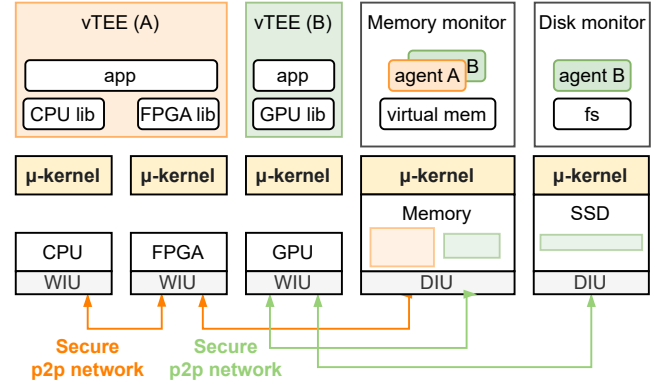 vTEE (A)
vTEE (B)
Memory monitor
Disk monitor
app
app
agent A
B
agent B
CPU lib
FPGA lib
GPU lib
virtual mem
fs
µ-kernel
µ-kernel
µ-kernel
µ-kernel
µ-kernel
Memory
SSD
CPU
FPGA
GPU
WIU
WIU
WIU
DIU
DIU
Secure
p2p network
Secure
p2p network